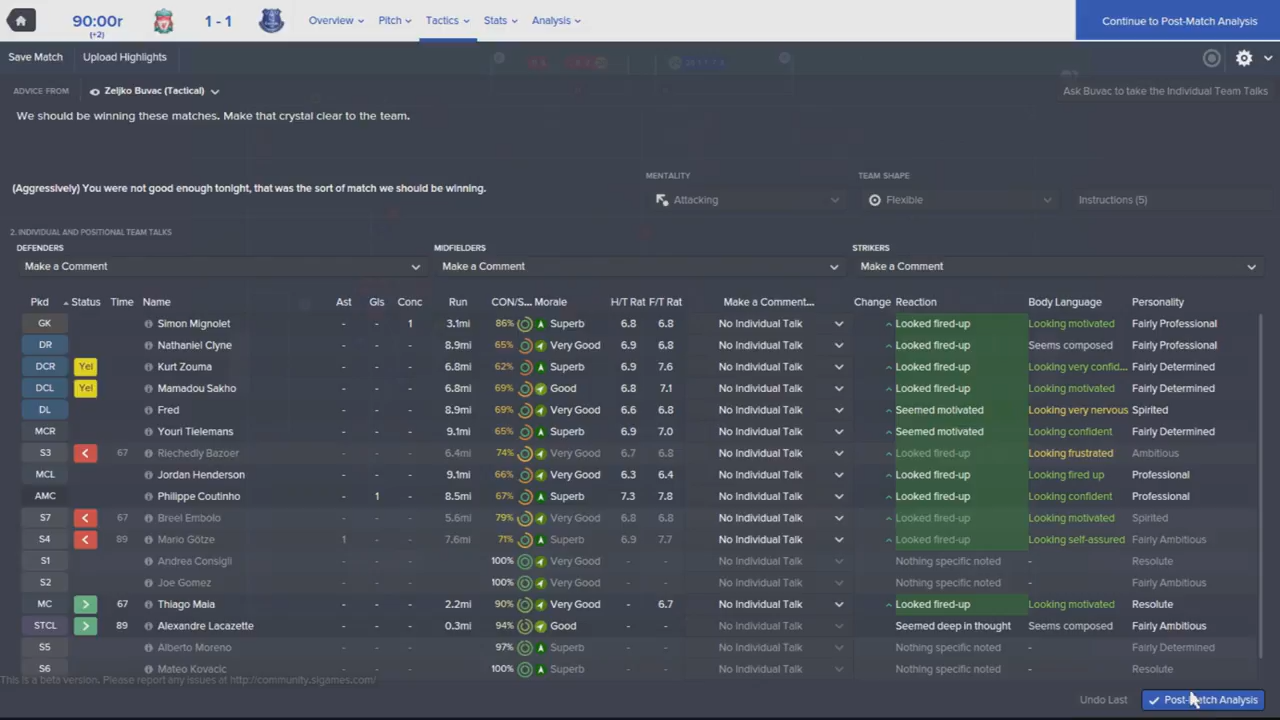 90:00r 1 - 1 Overview Pitch Tactics Stats Analysis Continue to Post-Match Analysis
(+2)
Save Match Upload Highlights
ADVICE FROM Zeljko Buvac (Tactical) Ask Buvac to take the Individual Team Talks
We should be winning these matches. Make that crystal clear to the team.
MENTALITY TEAM SHAPE
(Aggressively) You were not good enough tonight, that was the sort of match we should be winning.
Attacking Flexible Instructions (5)
2. INDIVIDUAL AND POSITIONAL TEAM TALKS
DEFENDERS MIDFIELDERS STRIKERS
Make a Comment Make a Comment Make a Comment
Pkd Status Time Name Ast Gls Conc Run CON/S... Morale H/T Rat F/T Rat Make a Comment... Change Reaction Body Language Personality
GK Simon Mignolet - - 1 3.1mi 86% Superb 6.8 6.8 No Individual Talk Looked fired-up Looking motivated Fairly Professional
DR Nathaniel Clyne - - - 8.9mi 65% Very Good 6.9 6.8 No Individual Talk Looked fired-up Seems composed Fairly Professional
DCR Yel Kurt Zouma - - - 6.8mi 62% Superb 6.9 7.6 No Individual Talk Looked fired-up Looking very confid... Fairly Determined
DCL Yel Mamadou Sakho - - - 6.8mi 69% Good 6.8 7.1 No Individual Talk Looked fired-up Looking motivated Fairly Determined
DL Fred - - - 8.9mi 69% Very Good 6.6 6.8 No Individual Talk Seemed motivated Looking very nervous Spirited
MCR Youri Tielemans - - - 9.1mi 65% Superb 6.9 7.0 No Individual Talk Seemed motivated Looking confident Fairly Determined
S3 67 Riechedly Bazoer - - - 6.4mi 74% Superb 6.7 6.8 No Individual Talk Looked fired-up Looking frustrated Ambitious
MCL Jordan Henderson - - - 9.1mi 66% Very Good 6.3 6.4 No Individual Talk Looked fired-up Looking fired up Professional
AMC Philippe Coutinho - 1 - 8.5mi 67% Superb 7.3 7.8 No Individual Talk Looked fired-up Looking confident Professional
S7 67 Breel Embolo - - - 5.6mi 79% Very Good 6.8 6.8 No Individual Talk Looked fired-up Looking motivated Spirited
S4 89 Mario Götze 1 - - 7.6mi 71% Superb 6.9 7.7 No Individual Talk Looked fired-up Looking self-assured Fairly Ambitious
S1 Andrea Consigli - - - 100% Very Good - - No Individual Talk Nothing specific noted - Resolute
S2 Joe Gomez - - - 100% Very Good - - No Individual Talk Nothing specific noted - Fairly Ambitious
MC 67 Thiago Maia - - - 2.2mi 90% Very Good - 6.7 No Individual Talk Looked fired-up Looking motivated Resolute
STCL 89 Alexandre Lacazette - - - 0.3mi 94% Good - - No Individual Talk Seemed deep in thought Seems composed Fairly Ambitious
S5 Alberto Moreno - - - 97% Superb - - No Individual Talk Nothing specific noted - Fairly Determined
S6 Mateo Kovacic - - - 100% Superb - - No Individual Talk Nothing specific noted - Resolute
This is a beta version. Please report any issues at http://community.sigames.com/
Undo Last Post-Match Analysis